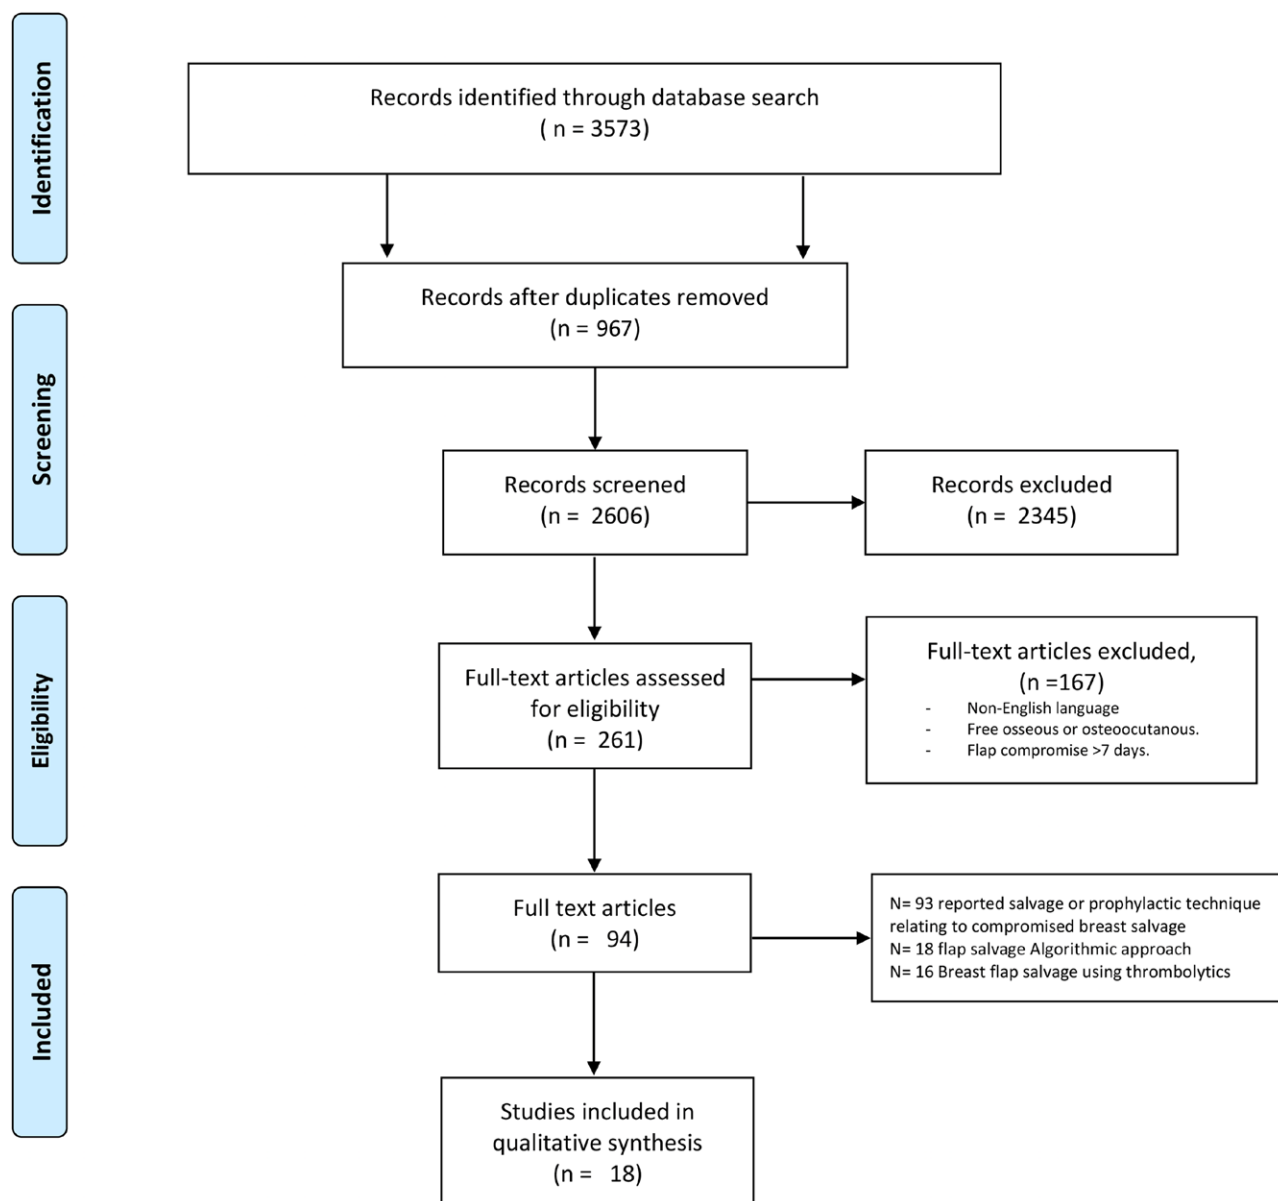 Identification
Records identified through database search
( n = 3573)
Records after duplicates removed
(n = 967)
Screening
Records screened
(n = 2606)
Records excluded
(n = 2345)
Eligibility
Full-text articles assessed
for eligibility
(n = 261)
Full-text articles excluded,
(n =167)
- Non-English language
- Free osseous or osteoocutanous.
- Flap compromise >7 days.
Included
Full text articles
(n = 94)
N= 93 reported salvage or prophylactic technique
relating to compromised breast salvage
N= 18 flap salvage Algorithmic approach
N= 16 Breast flap salvage using thrombolytics
Studies included in
qualitative synthesis
(n = 18)